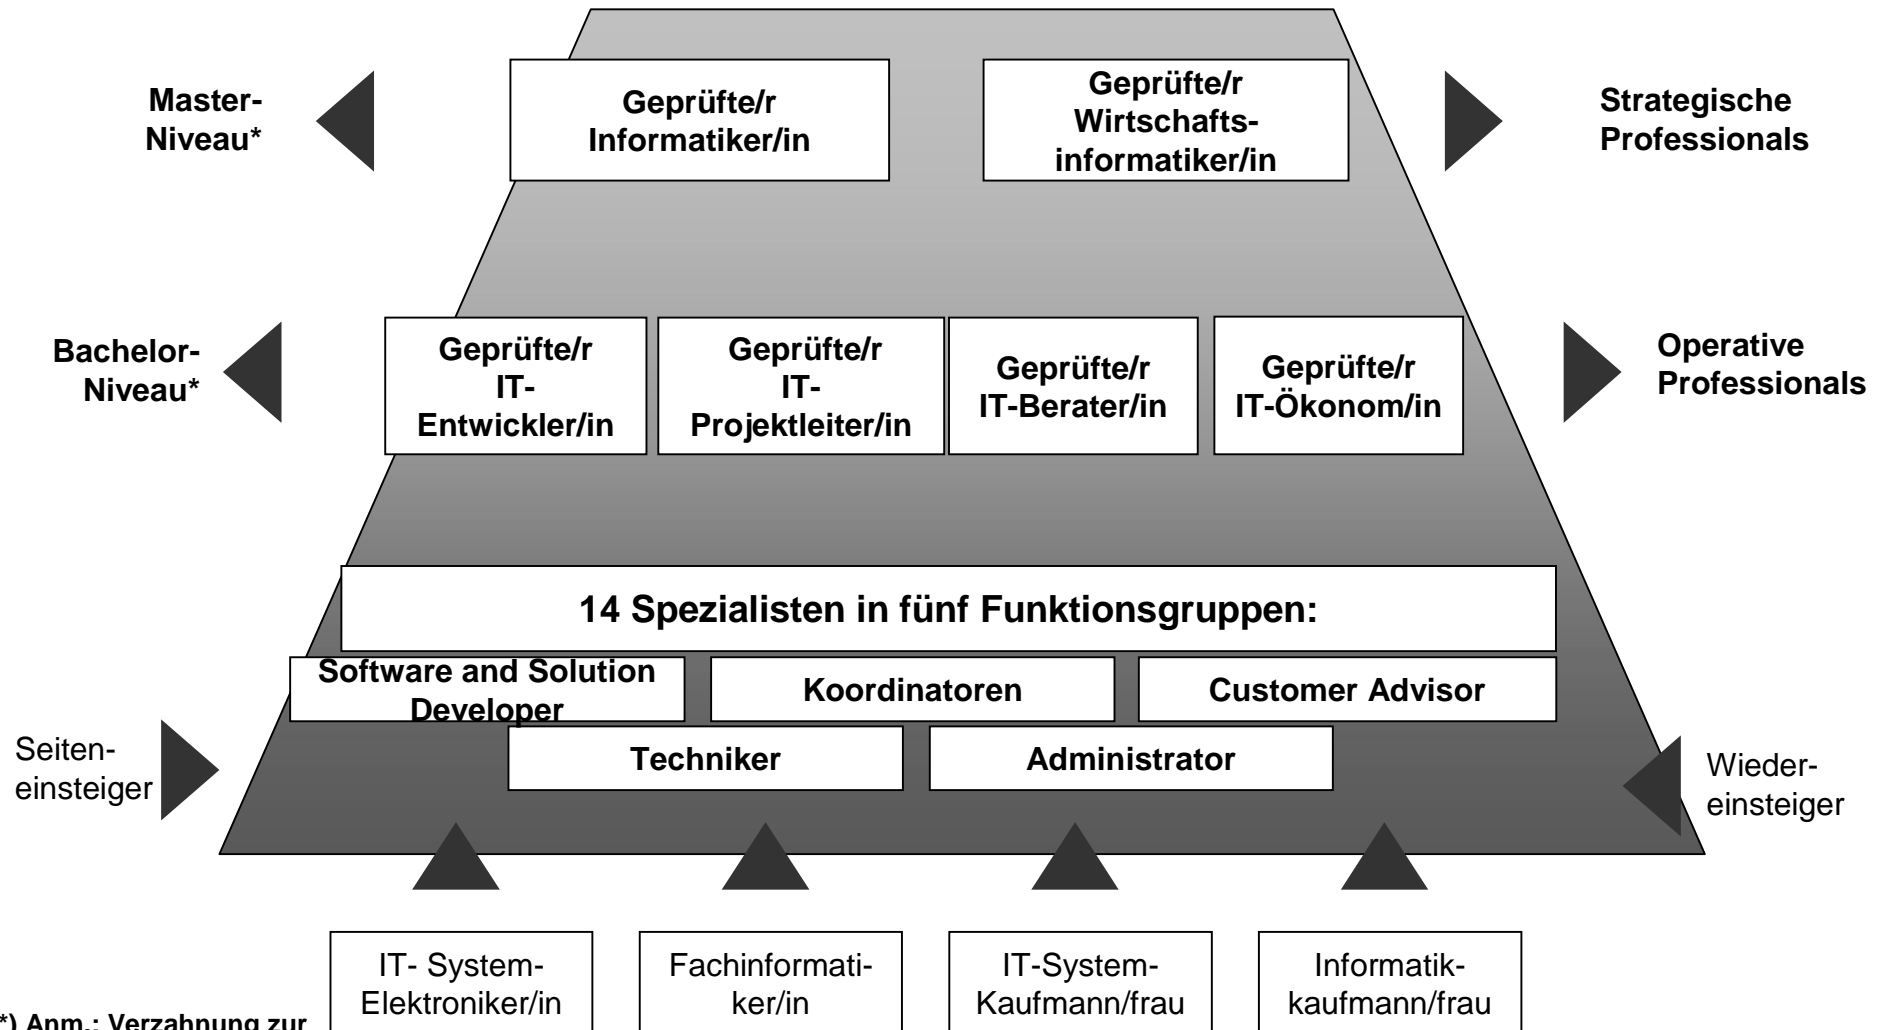 Master-
Niveau*
Geprüfte/r
Informatiker/in
Geprüfte/r
Wirtschafts-
informatiker/in
Strategische
Professionals
Bachelor-
Niveau*
Geprüfte/r
IT-
Entwickler/in
Geprüfte/r
IT-
Projektleiter/in
Geprüfte/r
IT-Berater/in
Geprüfte/r
IT-Ökonom/in
Operative
Professionals
14 Spezialisten in fünf Funktionsgruppen:
Software and Solution
Developer
Koordinatoren
Customer Advisor
Techniker
Administrator
Seiten-
einsteiger
Wieder-
einsteiger
IT- System-
Elektroniker/in
Fachinformati-
ker/in
IT-System-
Kaufmann/frau
Informatik-
kaufmann/frau
*) Anm.: Verzahnung zur